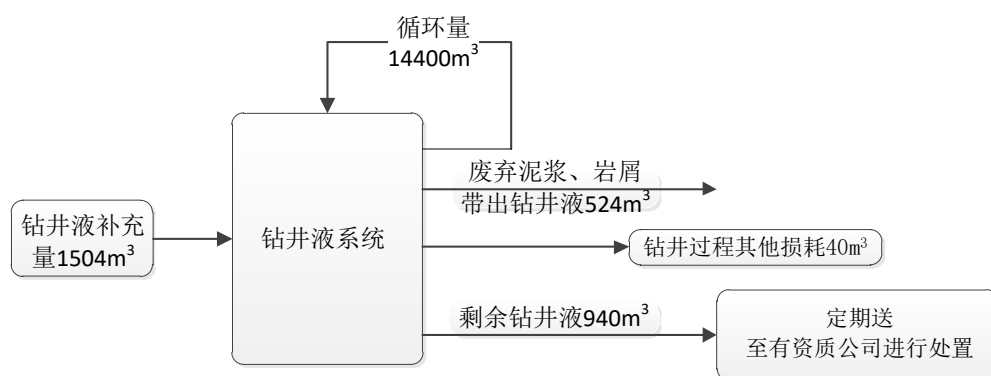 循环量
14400m³
废弃泥浆、岩屑
带出钻井液524m³
钻井液补充
量1504m³
钻井液系统
钻井过程其他损耗40m³
剩余钻井液940m³
定期送
至有资质公司进行处置